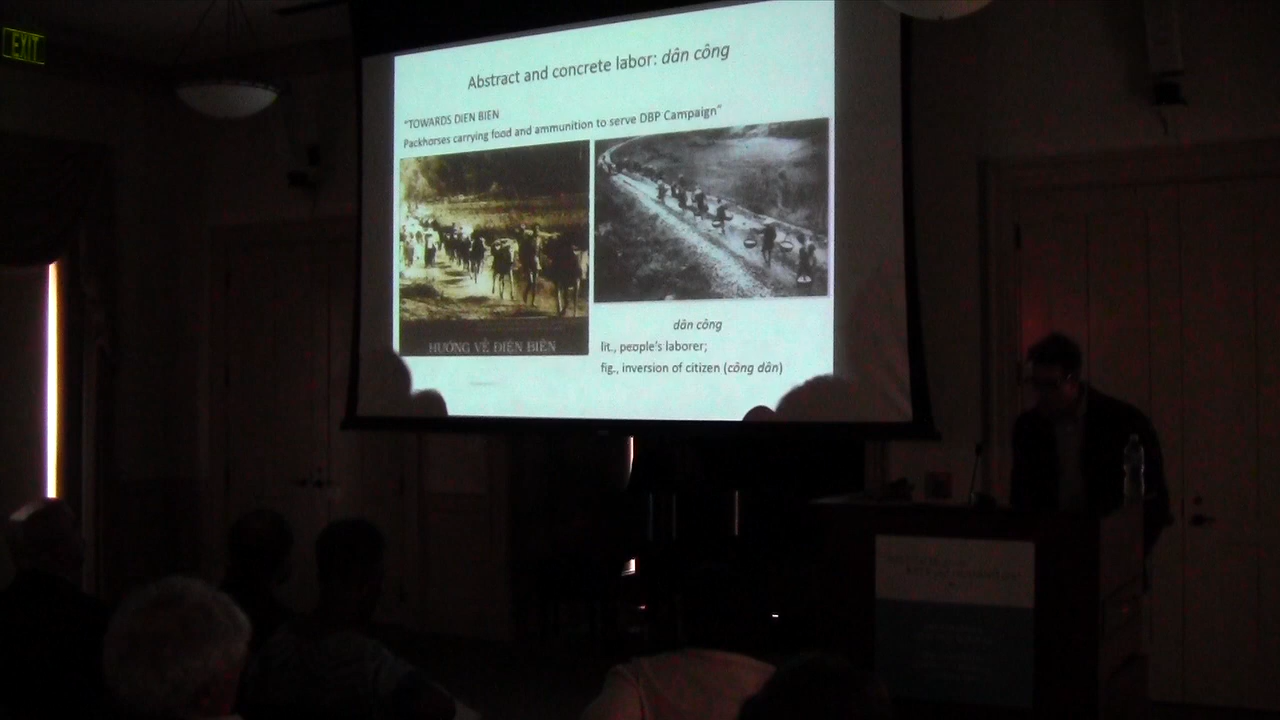 EXIT
Abstract and concrete labor: dân công
"TOWARDS DIEN BIEN
Packhorses carrying food and ammunition to serve DBP Campaign"
HƯỚNG VỀ ĐIỆN BIÊN
dân công
lit., people's laborer;
fig., inversion of citizen (công dân)